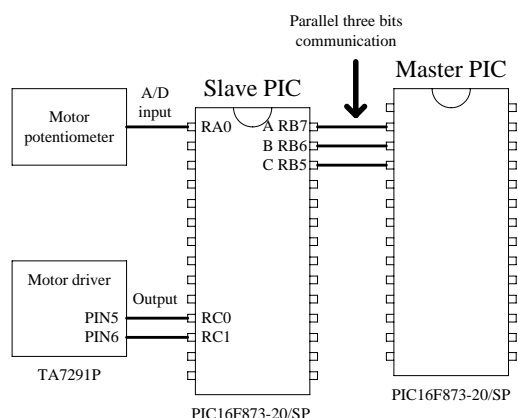 Parallel three bits
communication
Slave PIC
Master PIC
A/D
input
Motor
potentiometer
RA0
A RB7
B RB6
C RB5
Motor driver
Output
PIN5
PIN6
RC0
RC1
TA7291P
PIC16F873-20/SP
PIC16F873-20/SP